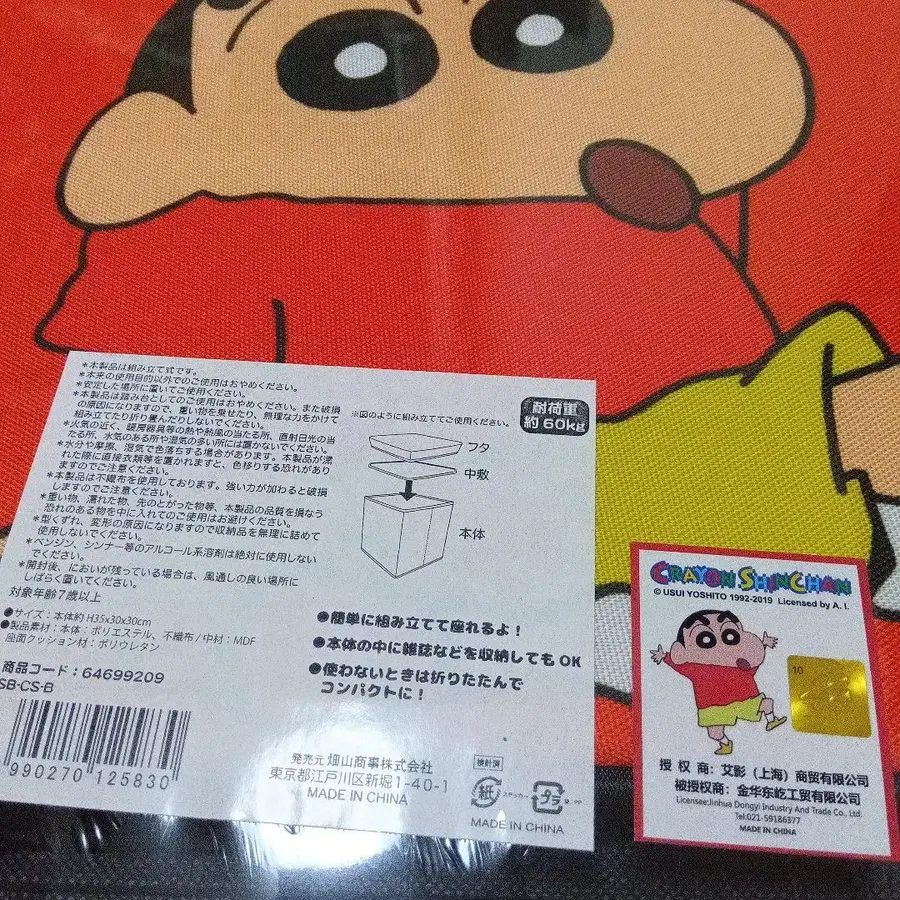 *本製品は組み立て式です。
*本来の使用目的以外でのご使用はおやめください。
*安定した場所に置いてご使用ください。
*本製品は踏み台としてのご使用はおやめください。また破損
の原因になりますので、重い物を乗せたり、無理な力をかけて
組み立てたり折り畳んだりしないでください。
*火気の近く、暖房器具等の熱や熱風の当たる所、直射日光の当
たる所、水気のある所や湿気の多い所には置かないでください。
*水分や摩擦、湿気で色落ちする場合があります。本製品が濡
れた際に直接衣類等を置かれますと、色移りする恐れがあり
ますのでご注意ください。
*本製品は不織布を使用しております。強い力が加わると破損
しますのでご注意ください。
*重い物、濡れた物、先のとがった物等、本製品の品質を損なう
恐れのある物を中に入れてのご使用はお避けください。
*型くずれ、変形の原因になりますので収納品を無理に詰めて
使用しないでください。
*ベンジン、シンナー等のアルコール系溶剤は絶対に使用しない
でください。
*開封後、においが残っている場合は、風通しの良い場所に
しばらく置いてください。
対象年齢7歳以上
●サイズ:本体約 H35x30x30cm
●製品素材:本体:ポリエステル、不織布/中材:MDF
座面クッション材:ポリウレタン
商品コード:64699209
SB-CS-B
990270 125830
※図のように組み立ててご使用ください。
耐荷重
約 60kg
フタ
中敷
本体
●簡単に組み立てて座れるよ!
●本体の中に雑誌などを収納してもOK
●使わないときは折りたたんで
コンパクトに!
発売元 畑山商事株式会社
東京都江戸川区新堀1-40-1
MADE IN CHINA
検針済
紙
ステッカー
プラ
PP
MADE IN CHINA
CRAYON SHINCHAN
© USUI YOSHITO 1992-2019 Licensed by A. I.
10
授 权 商:艾影(上海)商贸有限公司
被授权商:金华东屹工贸有限公司
Licensee:Jinhua Dongyi Industry And Trade Co., Ltd.
Tel:021-59186377
MADE IN CHINA